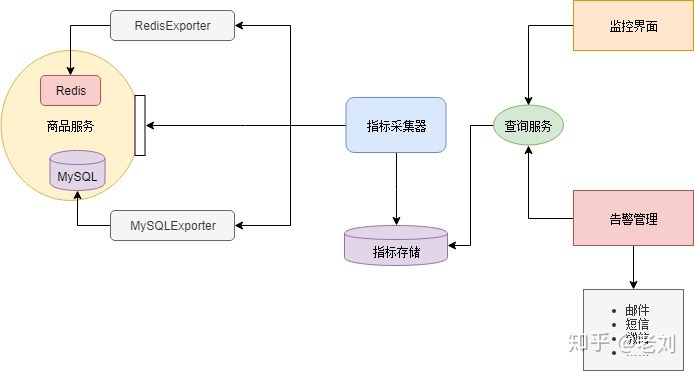 RedisExporter
监控界面
Redis
商品服务
指标采集器
查询服务
MySQL
MySQLExporter
告警管理
指标存储
邮件
短信
……
知乎 @老刘